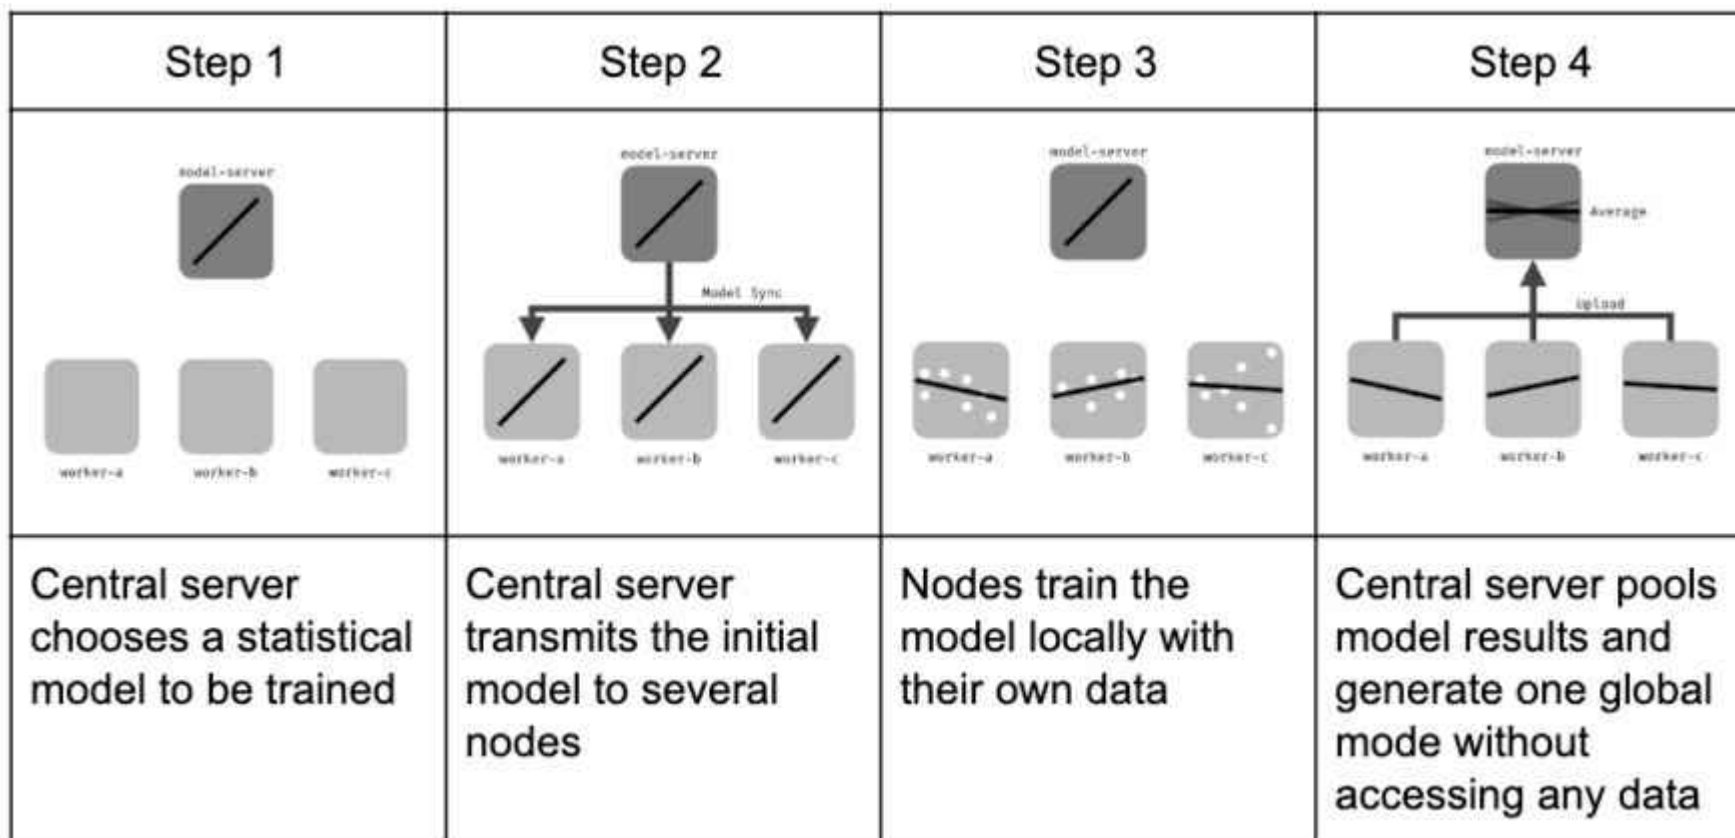 Step 1
Step 2
Step 3
Step 4
model-server
worker-a
worker-b
worker-c
model-server
Model Sync
worker-a
worker-b
worker-c
model-server
worker-a
worker-b
worker-c
model-server
Average
Upload
worker-a
worker-b
worker-c
Central server
chooses a statistical
model to be trained
Central server
transmits the initial
model to several
nodes
Nodes train the
model locally with
their own data
Central server pools
model results and
generate one global
mode without
accessing any data